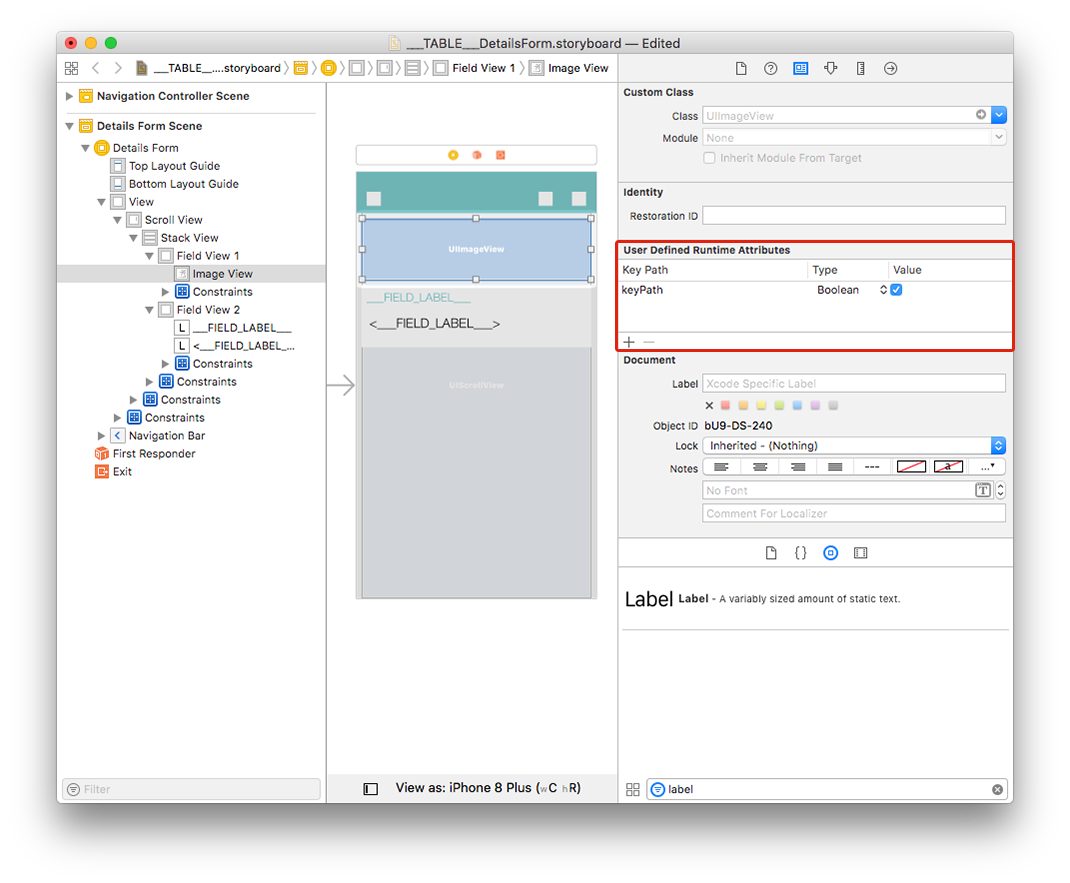 ___TABLE___DetailsForm.storyboard — Edited
___TABLE__....storyboard
Field View 1
Image View
Navigation Controller Scene
Details Form Scene
Details Form
Top Layout Guide
Bottom Layout Guide
View
Scroll View
Stack View
Field View 1
Image View
Constraints
Field View 2
L ___FIELD_LABEL___
L <___FIELD_LABEL_...
Constraints
Constraints
Constraints
Constraints
Navigation Bar
First Responder
Exit
Filter
UIImageView
___FIELD_LABEL___
<___FIELD_LABEL___>
UIScrollView
View as: iPhone 8 Plus (wC hR)
Custom Class
Class UIImageView
Module None
Inherit Module From Target
Identity
Restoration ID
User Defined Runtime Attributes
Key Path Type Value
keyPath Boolean
Document
Label Xcode Specific Label
Object ID bU9-DS-240
Lock Inherited - (Nothing)
Notes --- a ...
No Font T
Comment For Localizer
{}
Label Label - A variably sized amount of static text.
label